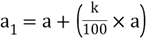 a₁ = a + (k/100 × a)